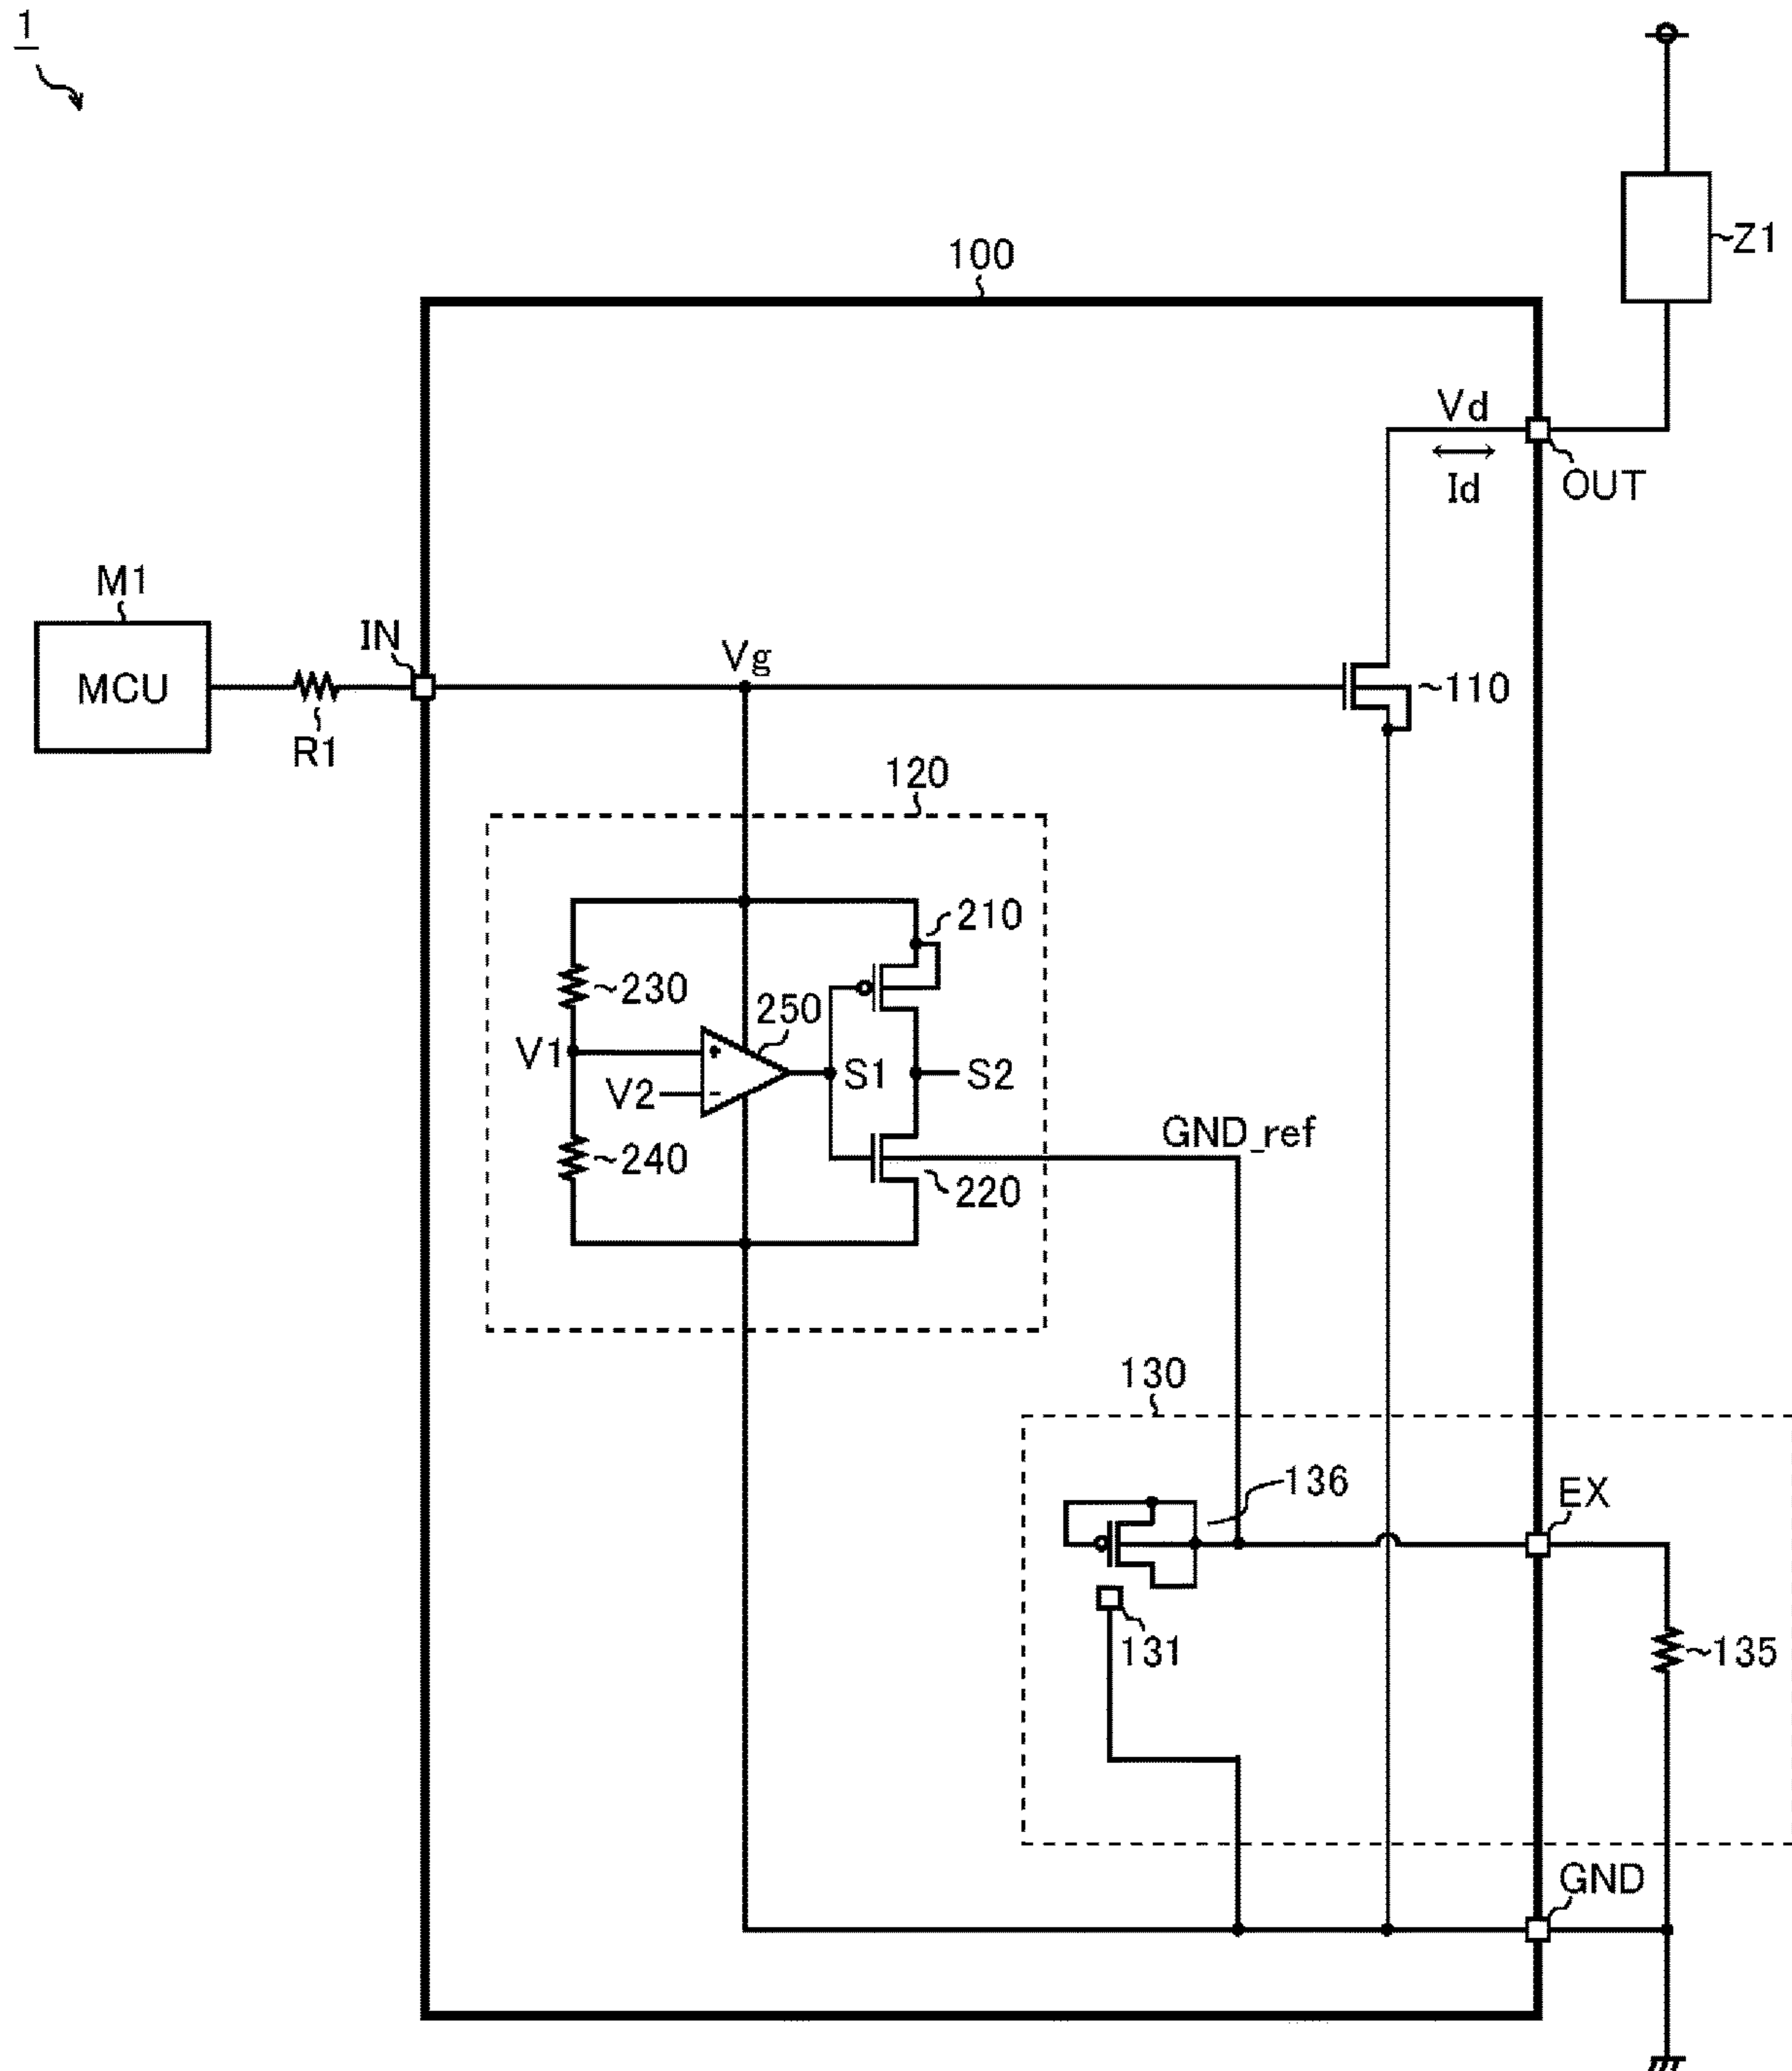 1
Z1
100
Vd
Id
OUT
M1
MCU
R1
IN
Vg
110
120
210
230
250
V1
+
V2
-
S1
S2
GND_ref
240
220
130
136
EX
131
135
GND